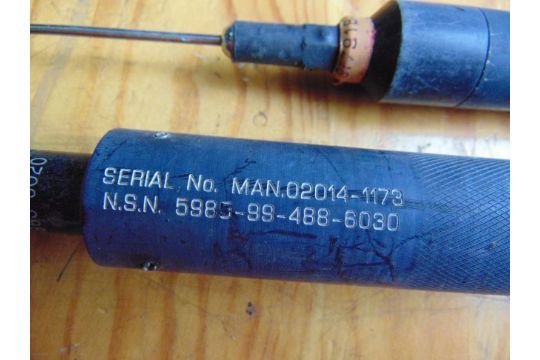 SERIAL No. MAN.02014-1173
N.S.N. 5985-99-488-6030